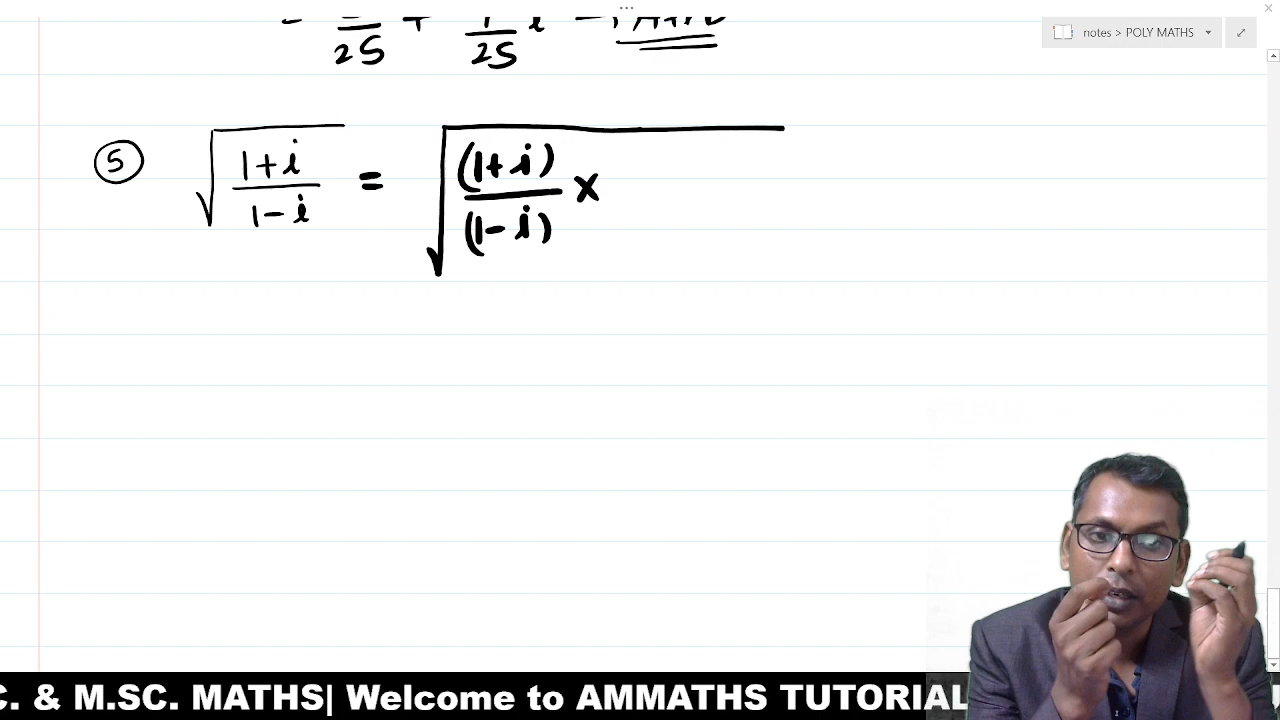 notes > POLY MATHS
25 + 25 i
⑤ √((1+i)/(1-i)) = √((1+i)/(1-i) ×
C. & M.SC. MATHS| Welcome to AMMATHS TUTORIAL